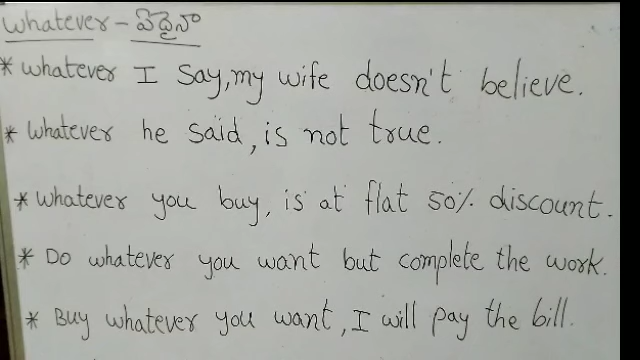 whatever - ఏదైనా
* whatever I say, my wife doesn't believe.
* whatever he said, is not true.
* whatever you buy, is at flat 50% discount.
* Do whatever you want but complete the work.
* Buy whatever you want, I will pay the bill.